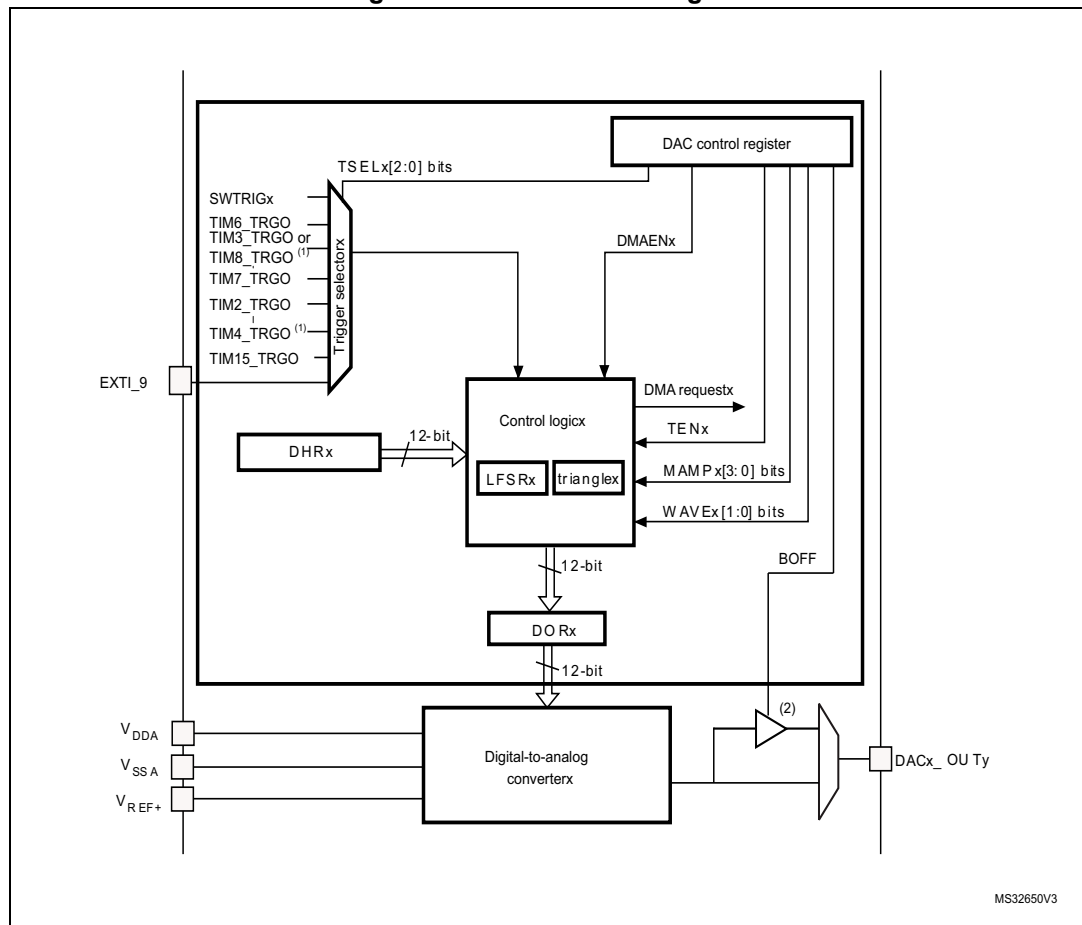 DAC control register
TSELx[2:0] bits
SWTRIGx
TIM6_TRGO
TIM3_TRGO or
TIM8_TRGO (1)
TIM7_TRGO
TIM2_TRGO
TIM4_TRGO (1)
TIM15_TRGO
Trigger selectorx
DMAENx
EXTI_9
DMA requestx
Control logicx
TENx
12-bit
DHRx
LFSRx
trianglex
MAMPx[3:0] bits
WAVEx[1:0] bits
BOFF
12-bit
DORx
12-bit
(2)
VDDA
VSSA
VREF+
Digital-to-analog
converterx
DACx_ OUTy
MS32650V3